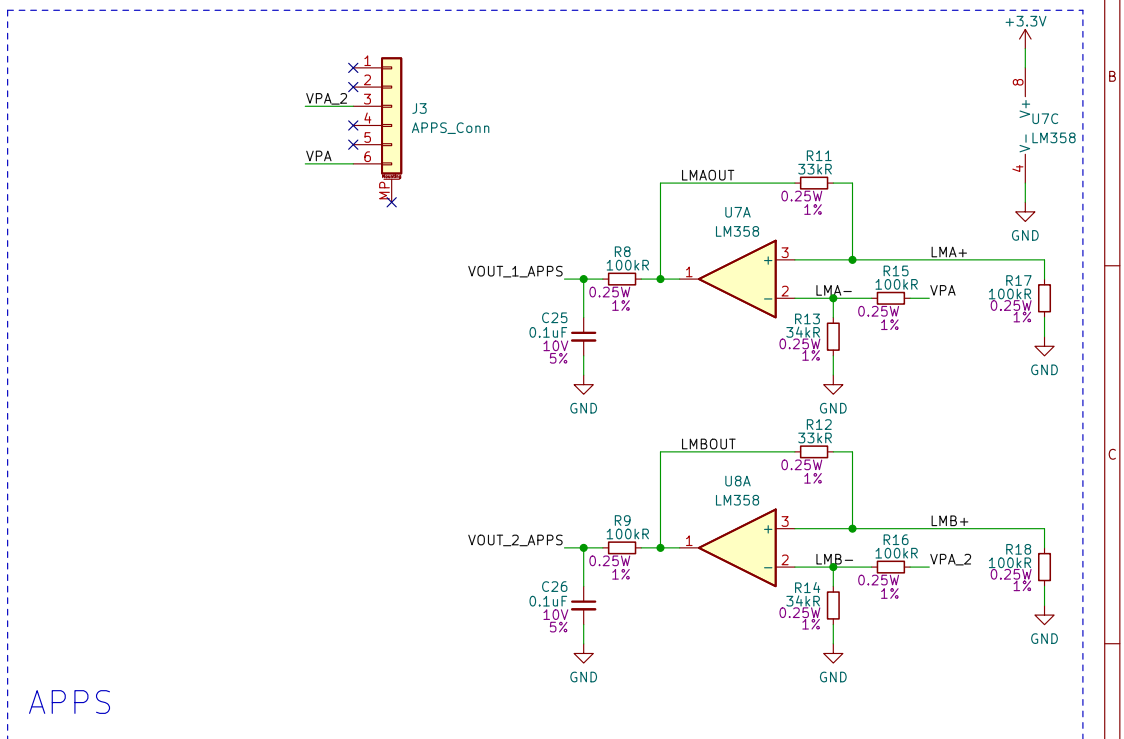 +3.3V
8
V+
U7C
LM358
V-
4
GND
B
1
2
VPA_2
3
4
5
VPA
6
J3
APPS_Conn
MP
R11
33kR
0.25W
1%
LMAOUT
U7A
LM358
VOUT_1_APPS
R8
100kR
0.25W
1%
1
+
3
-
2
LMA+
LMA-
R15
100kR
0.25W
1%
VPA
R17
100kR
0.25W
1%
GND
C25
0.1uF
10V
5%
GND
R13
34kR
0.25W
1%
GND
R12
33kR
0.25W
1%
LMBOUT
U8A
LM358
C
VOUT_2_APPS
R9
100kR
0.25W
1%
1
+
3
-
2
LMB+
LMB-
R16
100kR
0.25W
1%
VPA_2
R18
100kR
0.25W
1%
GND
C26
0.1uF
10V
5%
GND
R14
34kR
0.25W
1%
GND
APPS